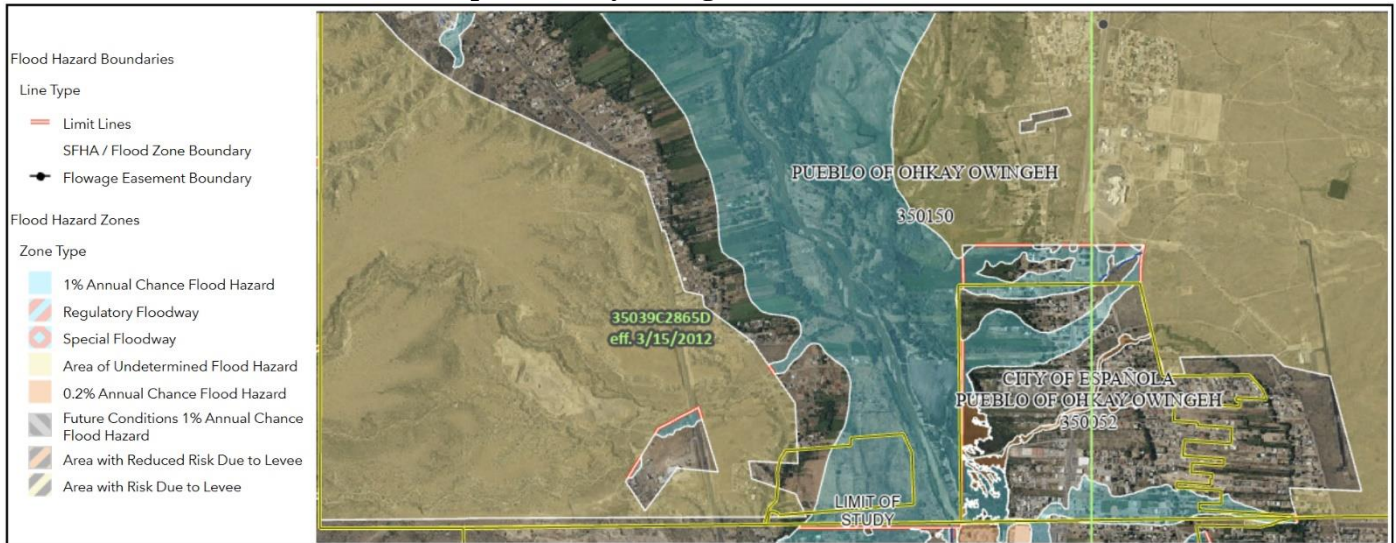 Flood Hazard Boundaries
Line Type
Limit Lines
SFHA / Flood Zone Boundary
Flowage Easement Boundary
Flood Hazard Zones
Zone Type
1% Annual Chance Flood Hazard
Regulatory Floodway
Special Floodway
Area of Undetermined Flood Hazard
0.2% Annual Chance Flood Hazard
Future Conditions 1% Annual Chance
Flood Hazard
Area with Reduced Risk Due to Levee
Area with Risk Due to Levee
PUEBLO OF OHKAY OWINGEH
350150
35039C2865D
eff. 3/15/2012
CITY OF ESPAÑOLA
PUEBLO OF OHKAY OWINGEH
350052
LIMIT OF
STUDY